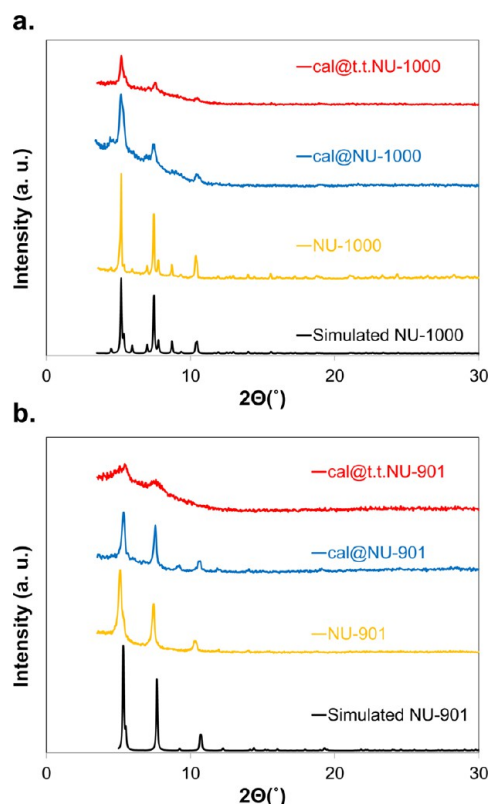 a.
cal@t.t.NU-1000
cal@NU-1000
NU-1000
Simulated NU-1000
Intensity (a. u.)
0 10 20 30
2Θ(˚)
b.
cal@t.t.NU-901
cal@NU-901
NU-901
Simulated NU-901
Intensity (a. u.)
0 10 20 30
2Θ(˚)